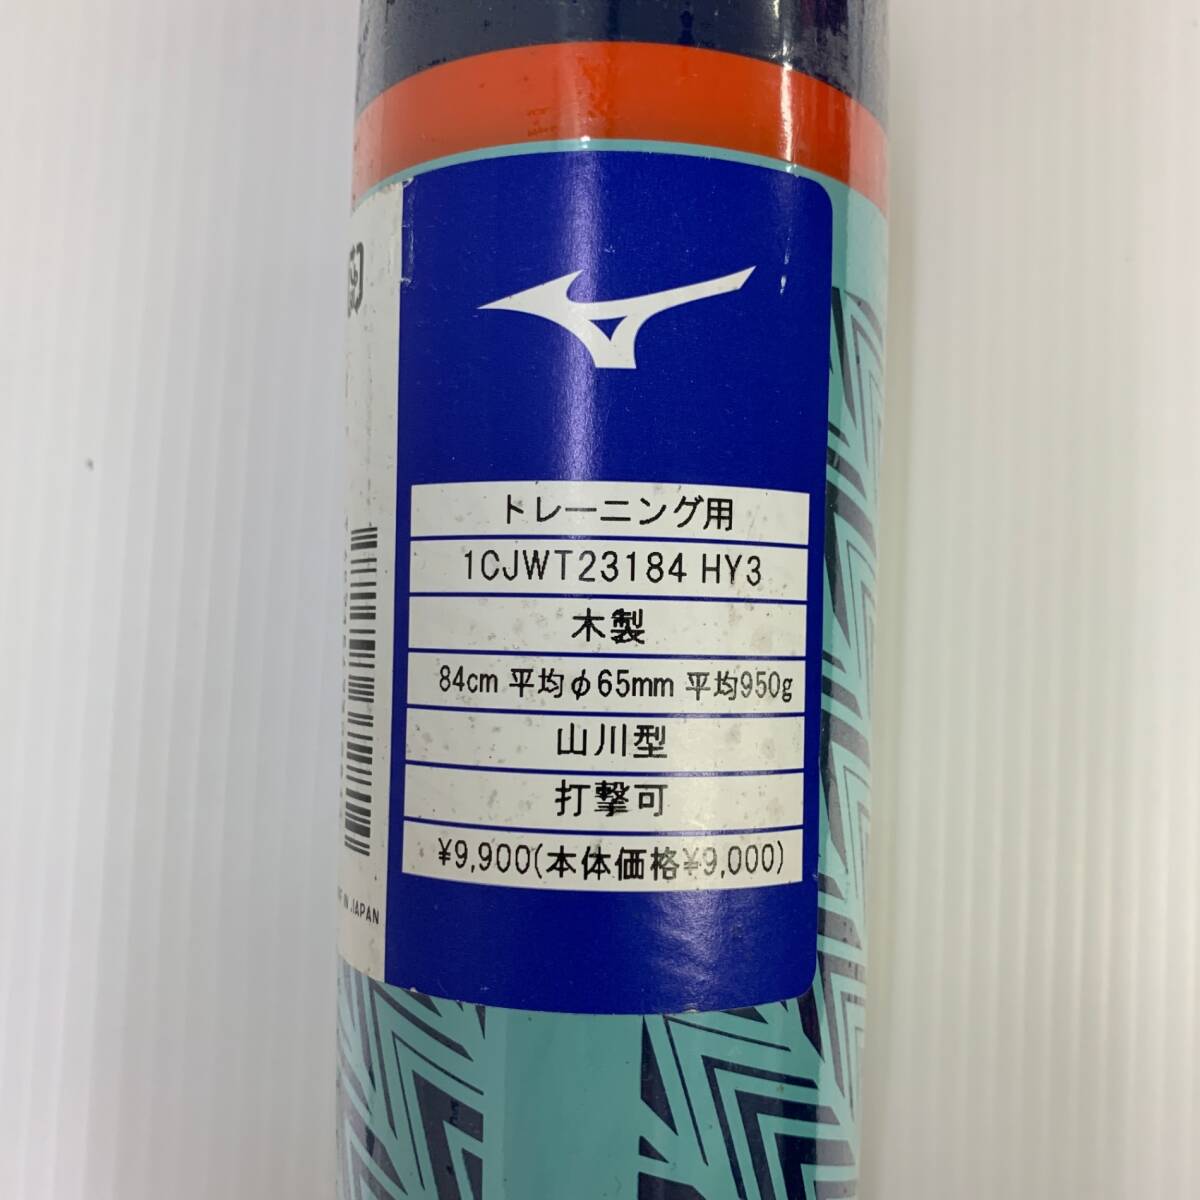 トレーニング用
1CJWT23184 HY3
木製
84cm 平均φ65mm 平均950g
山川型
打撃可
¥9,900(本体価格¥9,000)
IN JAPAN